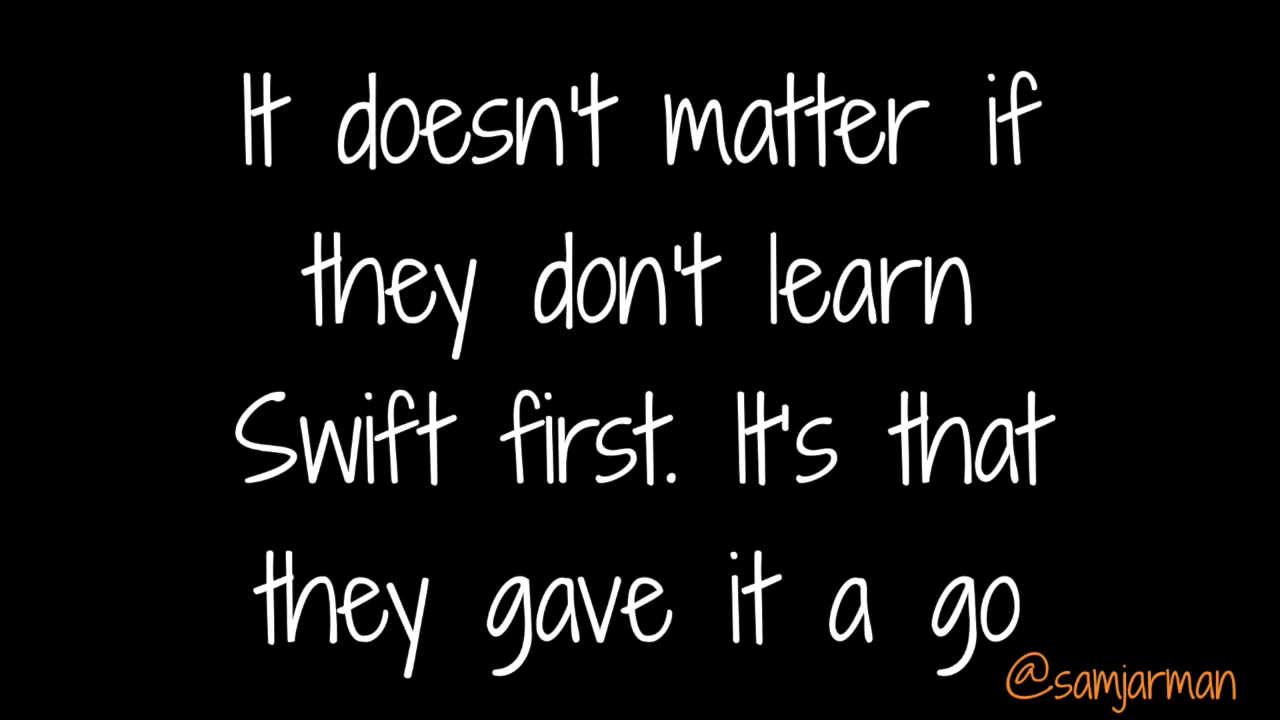 It doesn't matter if
they don't learn
Swift first. It's that
they gave it a go
@samjarman